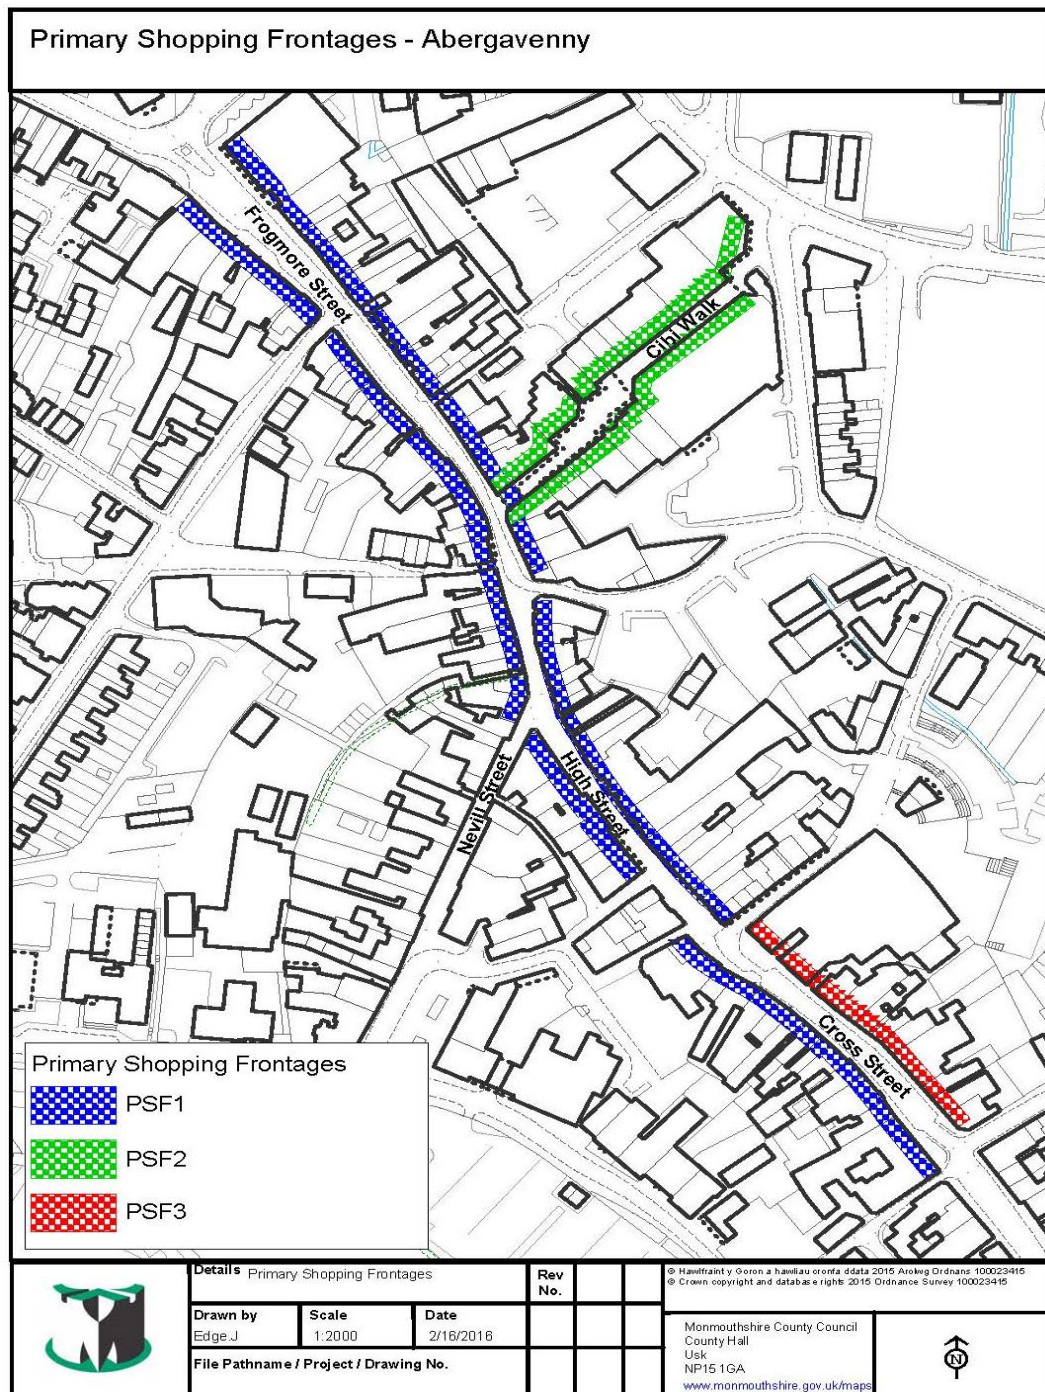 Primary Shopping Frontages - Abergavenny
Frogmore Street
Cibi Walk
High Street
Nevill Street
Cross Street
Primary Shopping Frontages
PSF1
PSF2
PSF3
Details Primary Shopping Frontages
Rev No.
Drawn by
Edge.J
Scale
1:2000
Date
2/16/2016
File Pathname / Project / Drawing No.
© Hawlfraint y Goron a hawliau cronfa ddata 2015 Arolwg Ordnans 100023415
© Crown copyright and database rights 2015 Ordnance Survey 100023415
Monmouthshire County Council
County Hall
Usk
NP15 1GA
www.monmouthshire.gov.uk/maps
N